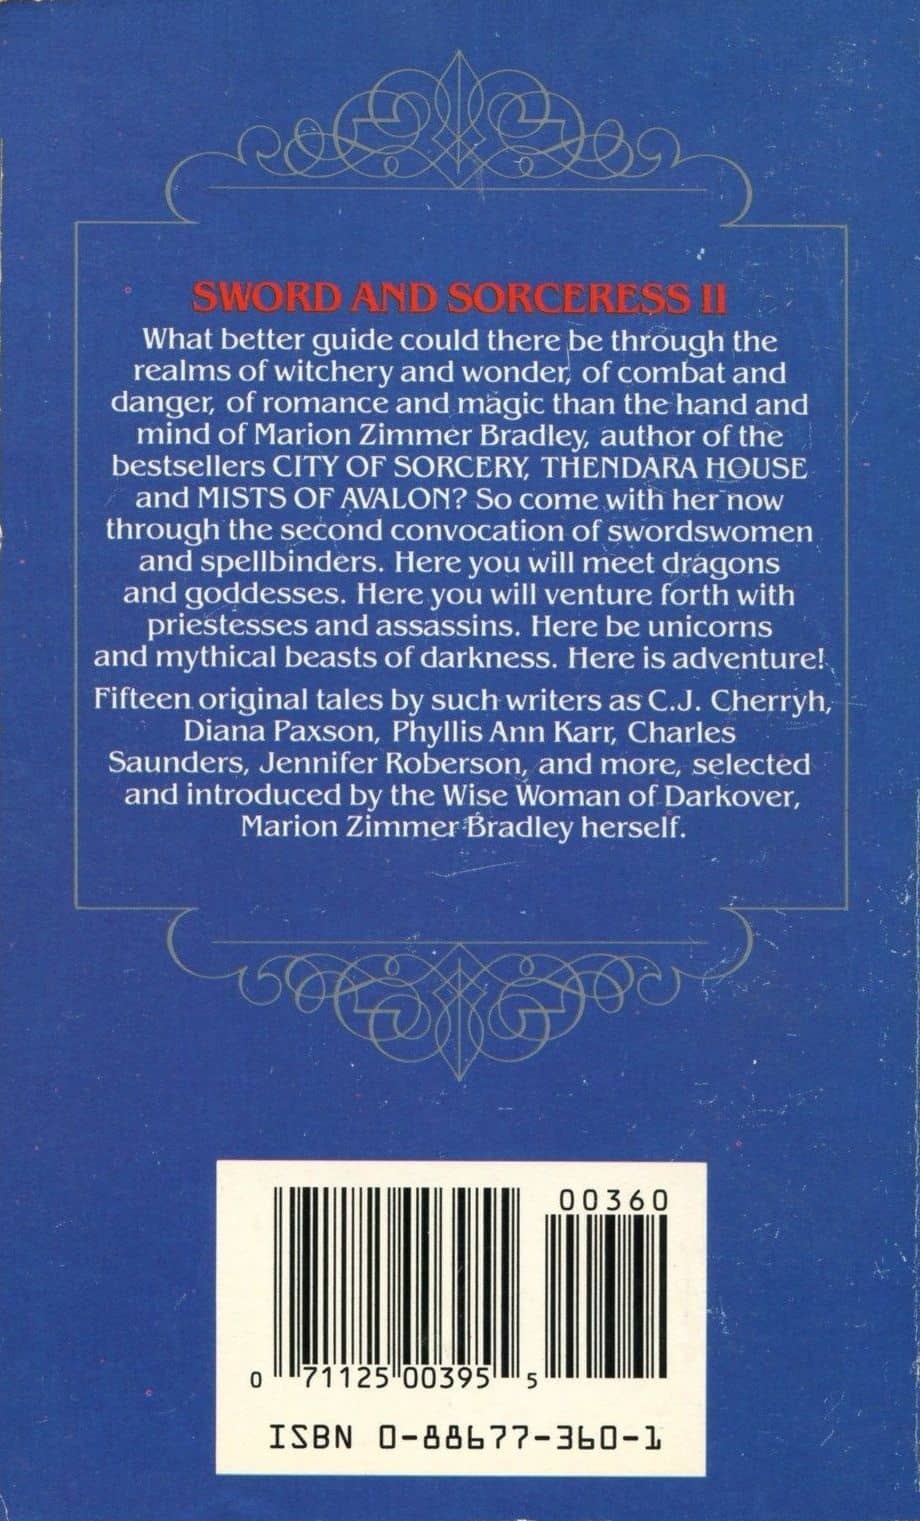 SWORD AND SORCERESS II
What better guide could there be through the
realms of witchery and wonder, of combat and
danger, of romance and magic than the hand and
mind of Marion Zimmer Bradley, author of the
bestsellers CITY OF SORCERY, THENDARA HOUSE
and MISTS OF AVALON? So come with her now
through the second convocation of swordswomen
and spellbinders. Here you will meet dragons
and goddesses. Here you will venture forth with
priestesses and assassins. Here be unicorns
and mythical beasts of darkness. Here is adventure!
Fifteen original tales by such writers as C.J. Cherryh,
Diana Paxson, Phyllis Ann Karr, Charles
Saunders, Jennifer Roberson, and more, selected
and introduced by the Wise Woman of Darkover,
Marion Zimmer Bradley herself.
00360
0 71125 00395 5
ISBN 0-88677-360-1